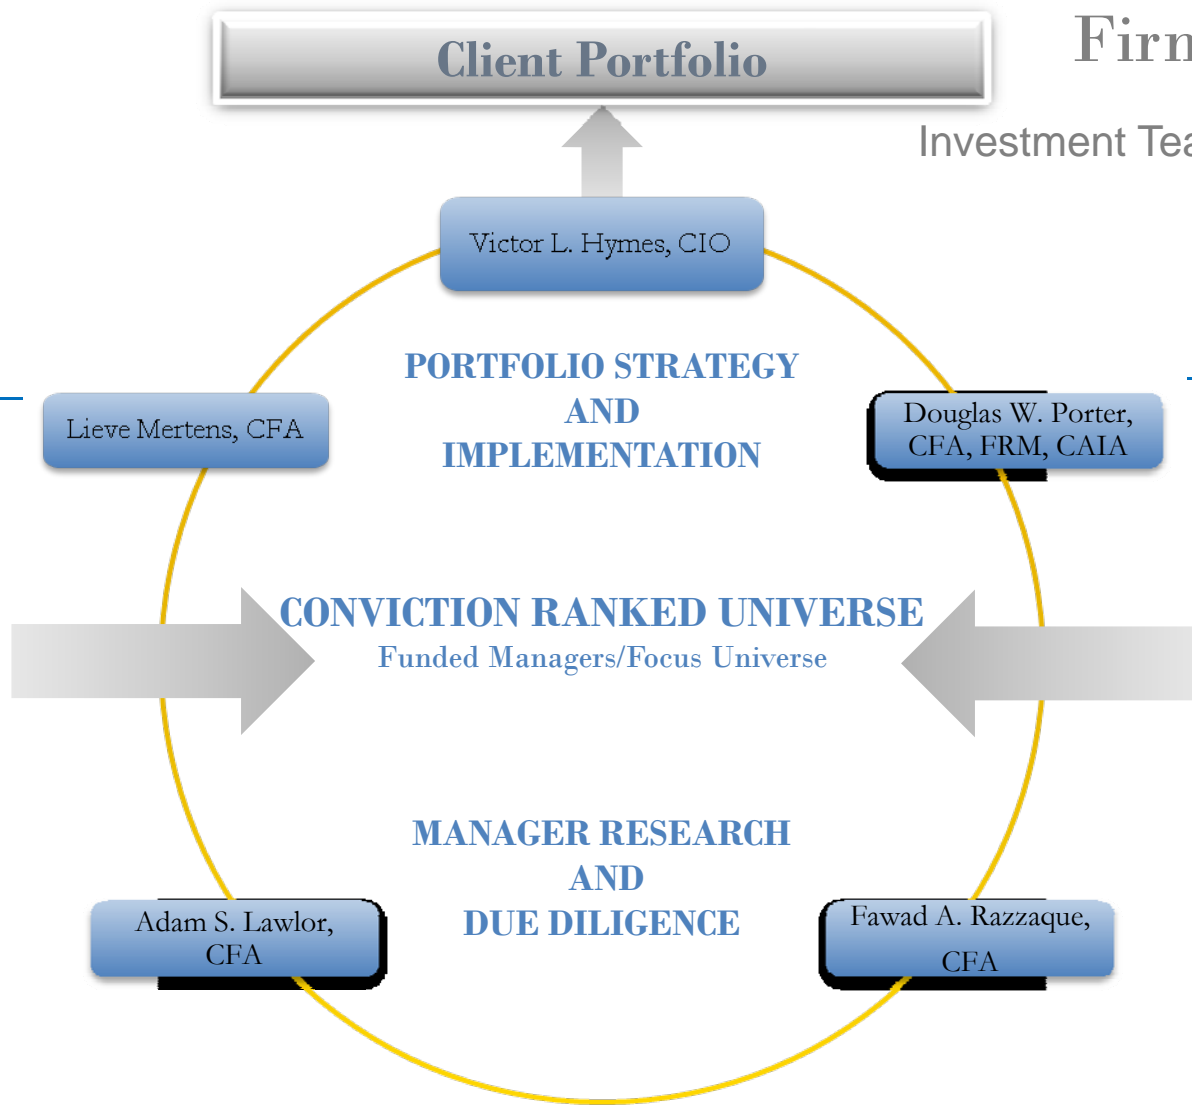 Firm
Client Portfolio
Investment Tea
Victor L. Hymes, CIO
PORTFOLIO STRATEGY
AND
IMPLEMENTATION
Lieve Mertens, CFA
Douglas W. Porter,
CFA, FRM, CAIA
CONVICTION RANKED UNIVERSE
Funded Managers/Focus Universe
MANAGER RESEARCH
AND
DUE DILIGENCE
Adam S. Lawlor,
CFA
Fawad A. Razzaque,
CFA